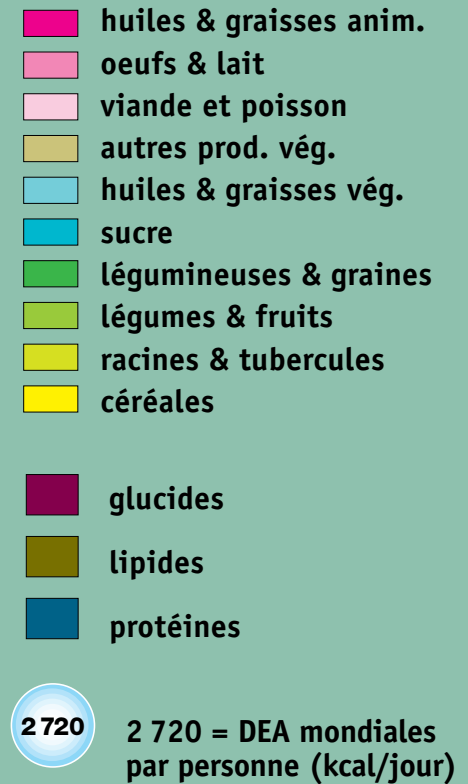 huiles & graisses anim.
oeufs & lait
viande et poisson
autres prod. vég.
huiles & graisses vég.
sucre
légumineuses & graines
légumes & fruits
racines & tubercules
céréales
glucides
lipides
protéines
2 720
2 720 = DEA mondiales
par personne (kcal/jour)